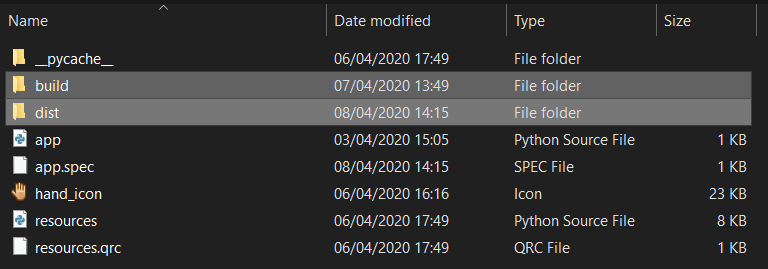 Name Date modified Type Size
__pycache__ 06/04/2020 17:49 File folder
build 07/04/2020 13:49 File folder
dist 08/04/2020 14:15 File folder
app 03/04/2020 15:05 Python Source File 1 KB
app.spec 08/04/2020 14:15 SPEC File 1 KB
hand_icon 06/04/2020 16:16 Icon 23 KB
resources 06/04/2020 17:49 Python Source File 8 KB
resources.qrc 06/04/2020 17:49 QRC File 1 KB